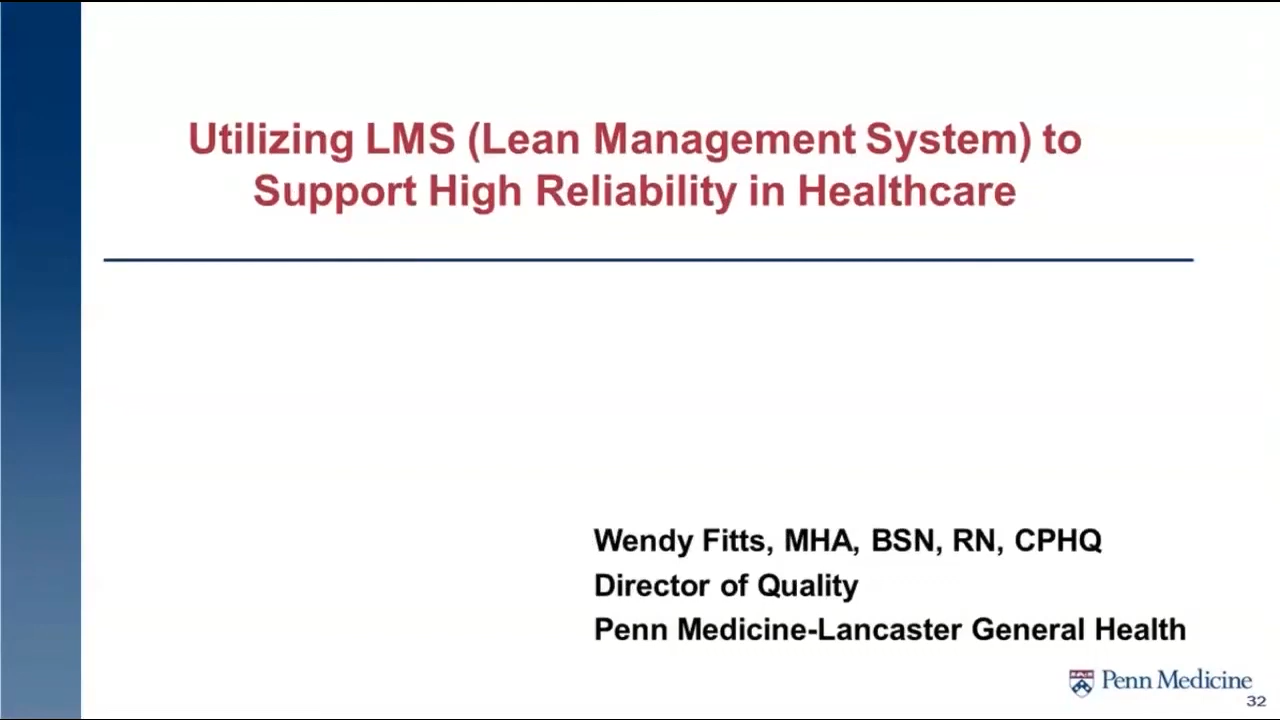 Utilizing LMS (Lean Management System) to
Support High Reliability in Healthcare
Wendy Fitts, MHA, BSN, RN, CPHQ
Director of Quality
Penn Medicine-Lancaster General Health
Penn Medicine
32